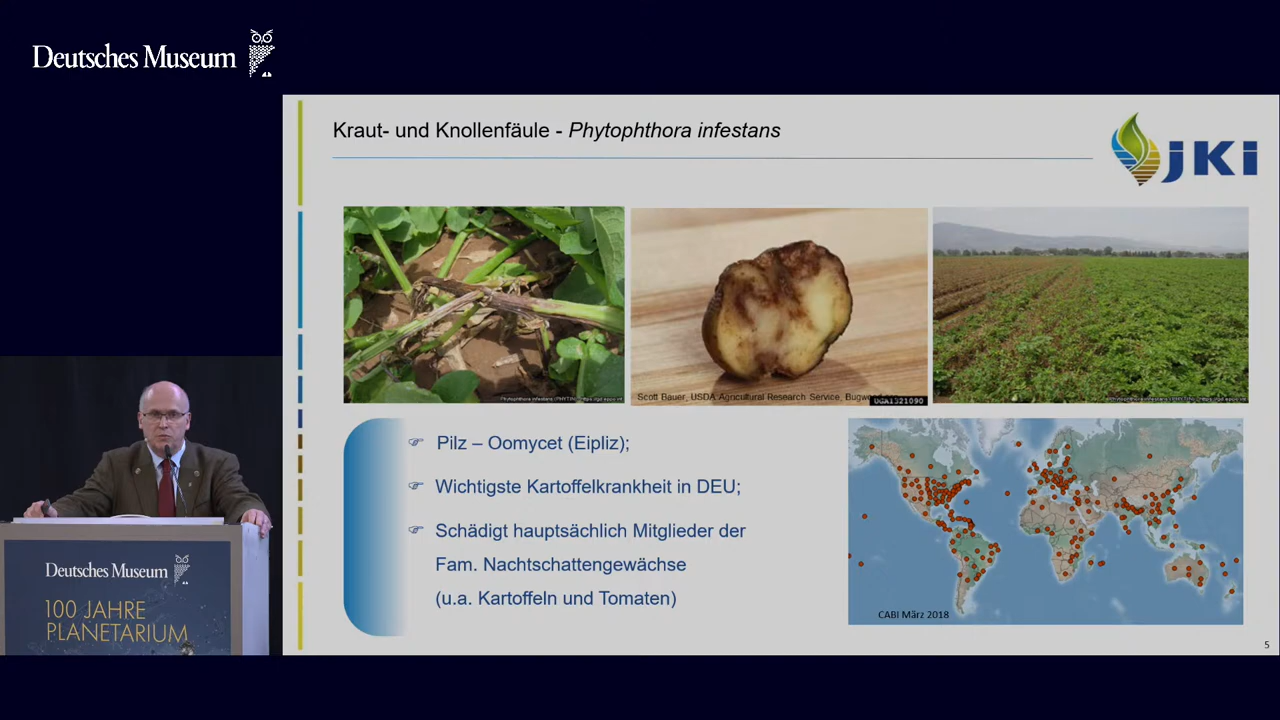 Deutsches Museum
Kraut- und Knollenfäule - Phytophthora infestans
JKI
Scott Bauer, USDA Agricultural Research Service,
UGA1321090
☞ Pilz – Oomycet (Eipliz);
☞ Wichtigste Kartoffelkrankheit in DEU;
☞ Schädigt hauptsächlich Mitglieder der
Fam. Nachtschattengewächse
(u.a. Kartoffeln und Tomaten)
CABI März 2018
5
Deutsches Museum
100 JAHRE
PLANETARIUM